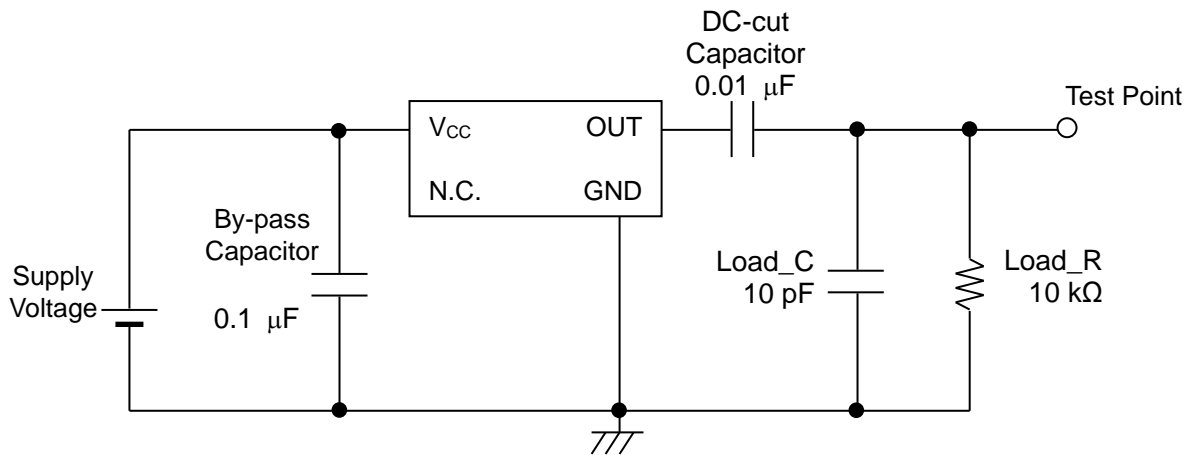 DC-cut
Capacitor
0.01 μF
Test Point
VCC
OUT
N.C.
GND
By-pass
Capacitor
0.1 μF
Supply
Voltage
Load_C
10 pF
Load_R
10 kΩ